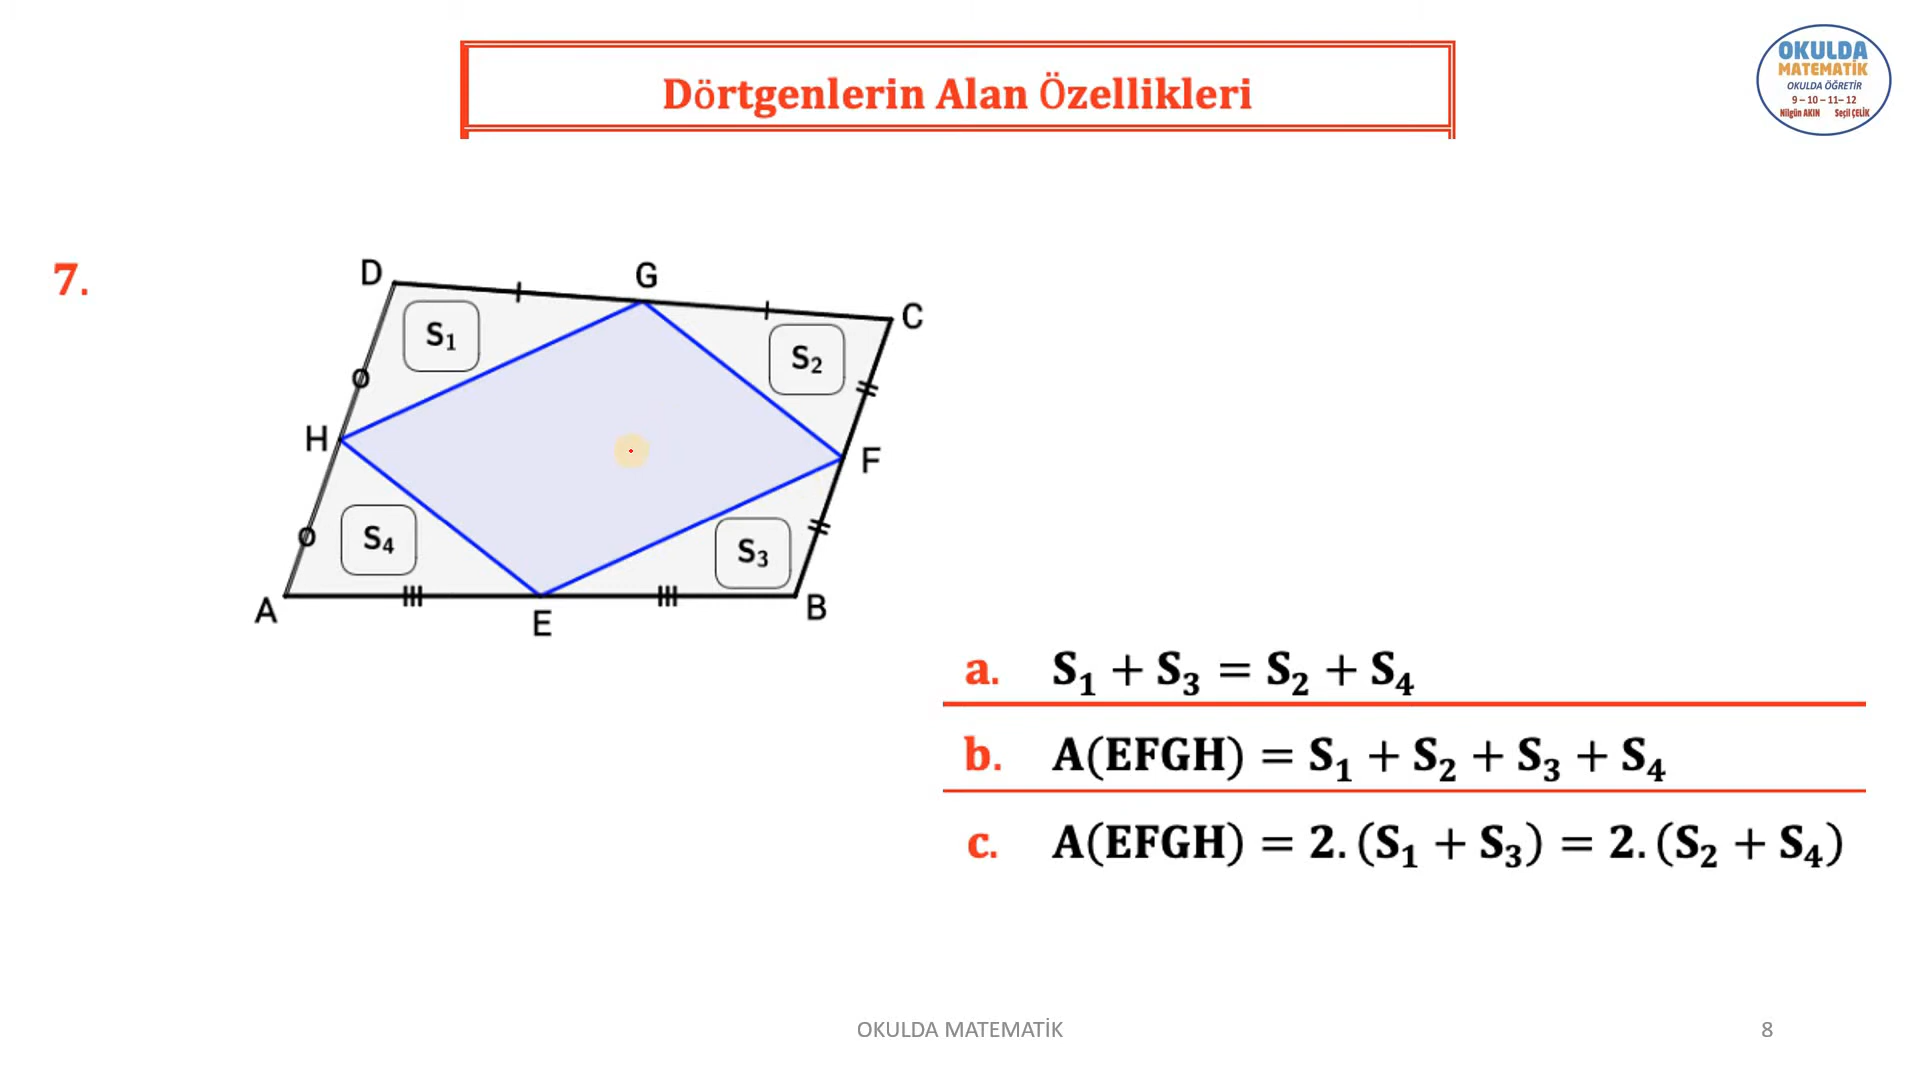 Dörtgenlerin Alan Özellikleri
OKULDA
MATEMATİK
OKULDA ÖĞRETİR
9 – 10 – 11– 12
Nilgün AKIN Seçil ÇELİK
7.
D
G
C
S₁
S₂
H
F
S₄
S₃
A
E
B
a. S₁ + S₃ = S₂ + S₄
b. A(EFGH) = S₁ + S₂ + S₃ + S₄
c. A(EFGH) = 2. (S₁ + S₃) = 2. (S₂ + S₄)
OKULDA MATEMATİK
8